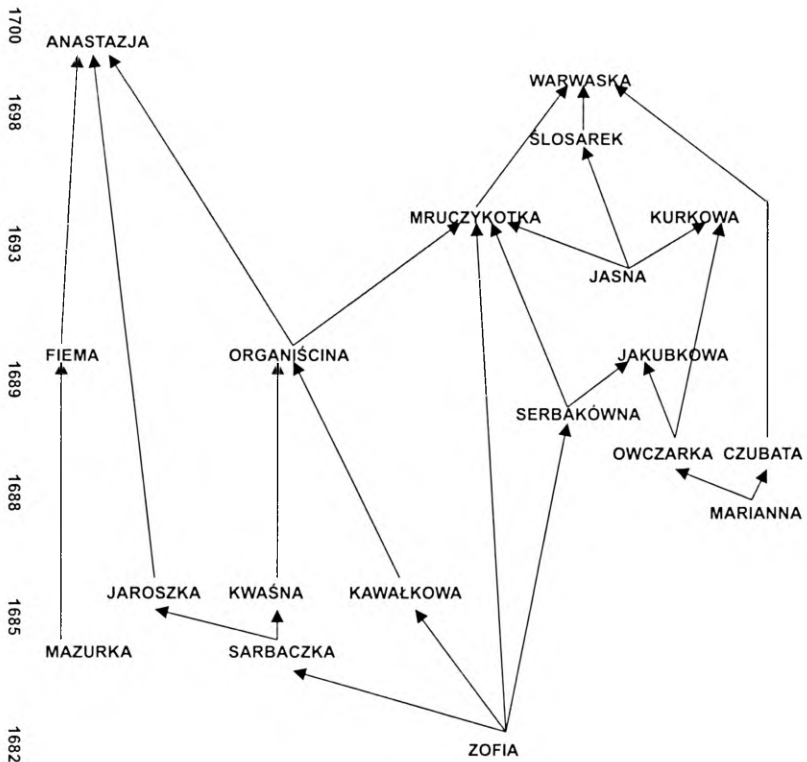 1700
ANASTAZJA
WARWASKA
1698
ŚLOSAREK
MRUCZYKOTKA
KURKOWA
1693
JASNA
FIEMA
ORGANIŚCINA
JAKUBKOWA
1689
SERBAKÓWNA
OWCZARKA
CZUBATA
1688
MARIANNA
JAROSZKA
KWAŚNA
KAWAŁKOWA
1685
MAZURKA
SARBACZKA
1682
ZOFIA